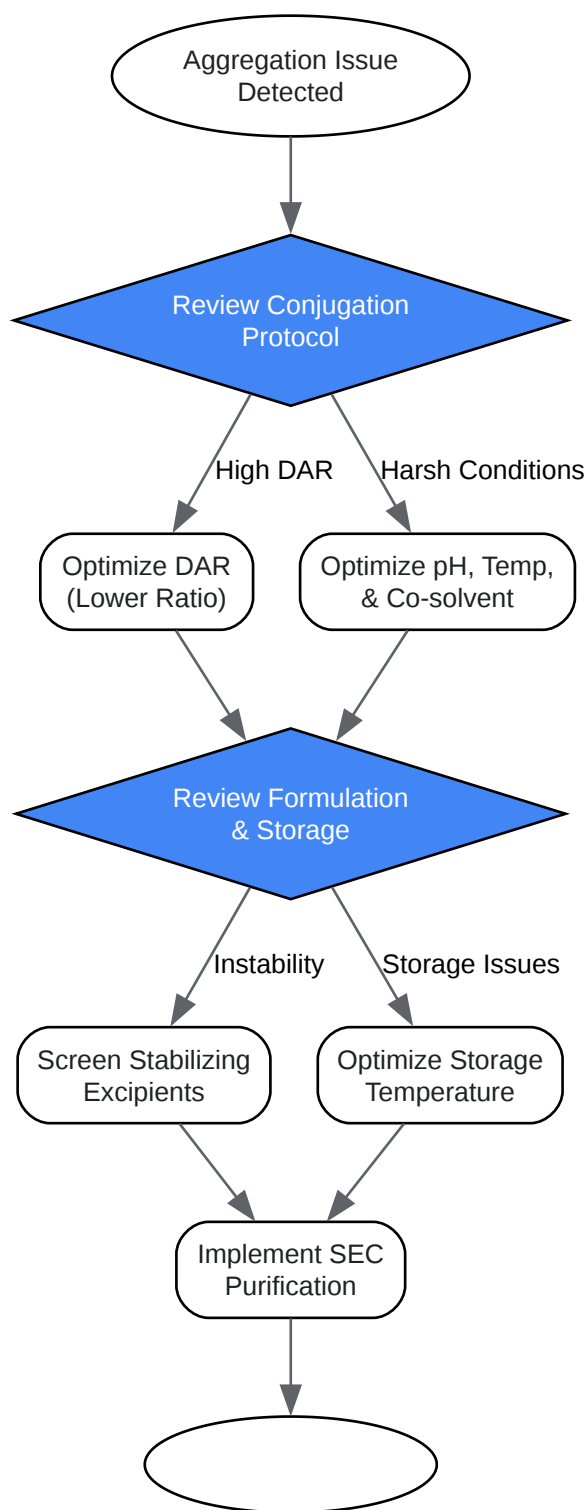 Aggregation Issue
Detected
Review Conjugation
Protocol
High DAR
Harsh Conditions
Optimize DAR
(Lower Ratio)
Optimize pH, Temp,
& Co-solvent
Review Formulation
& Storage
Instability
Storage Issues
Screen Stabilizing
Excipients
Optimize Storage
Temperature
Implement SEC
Purification